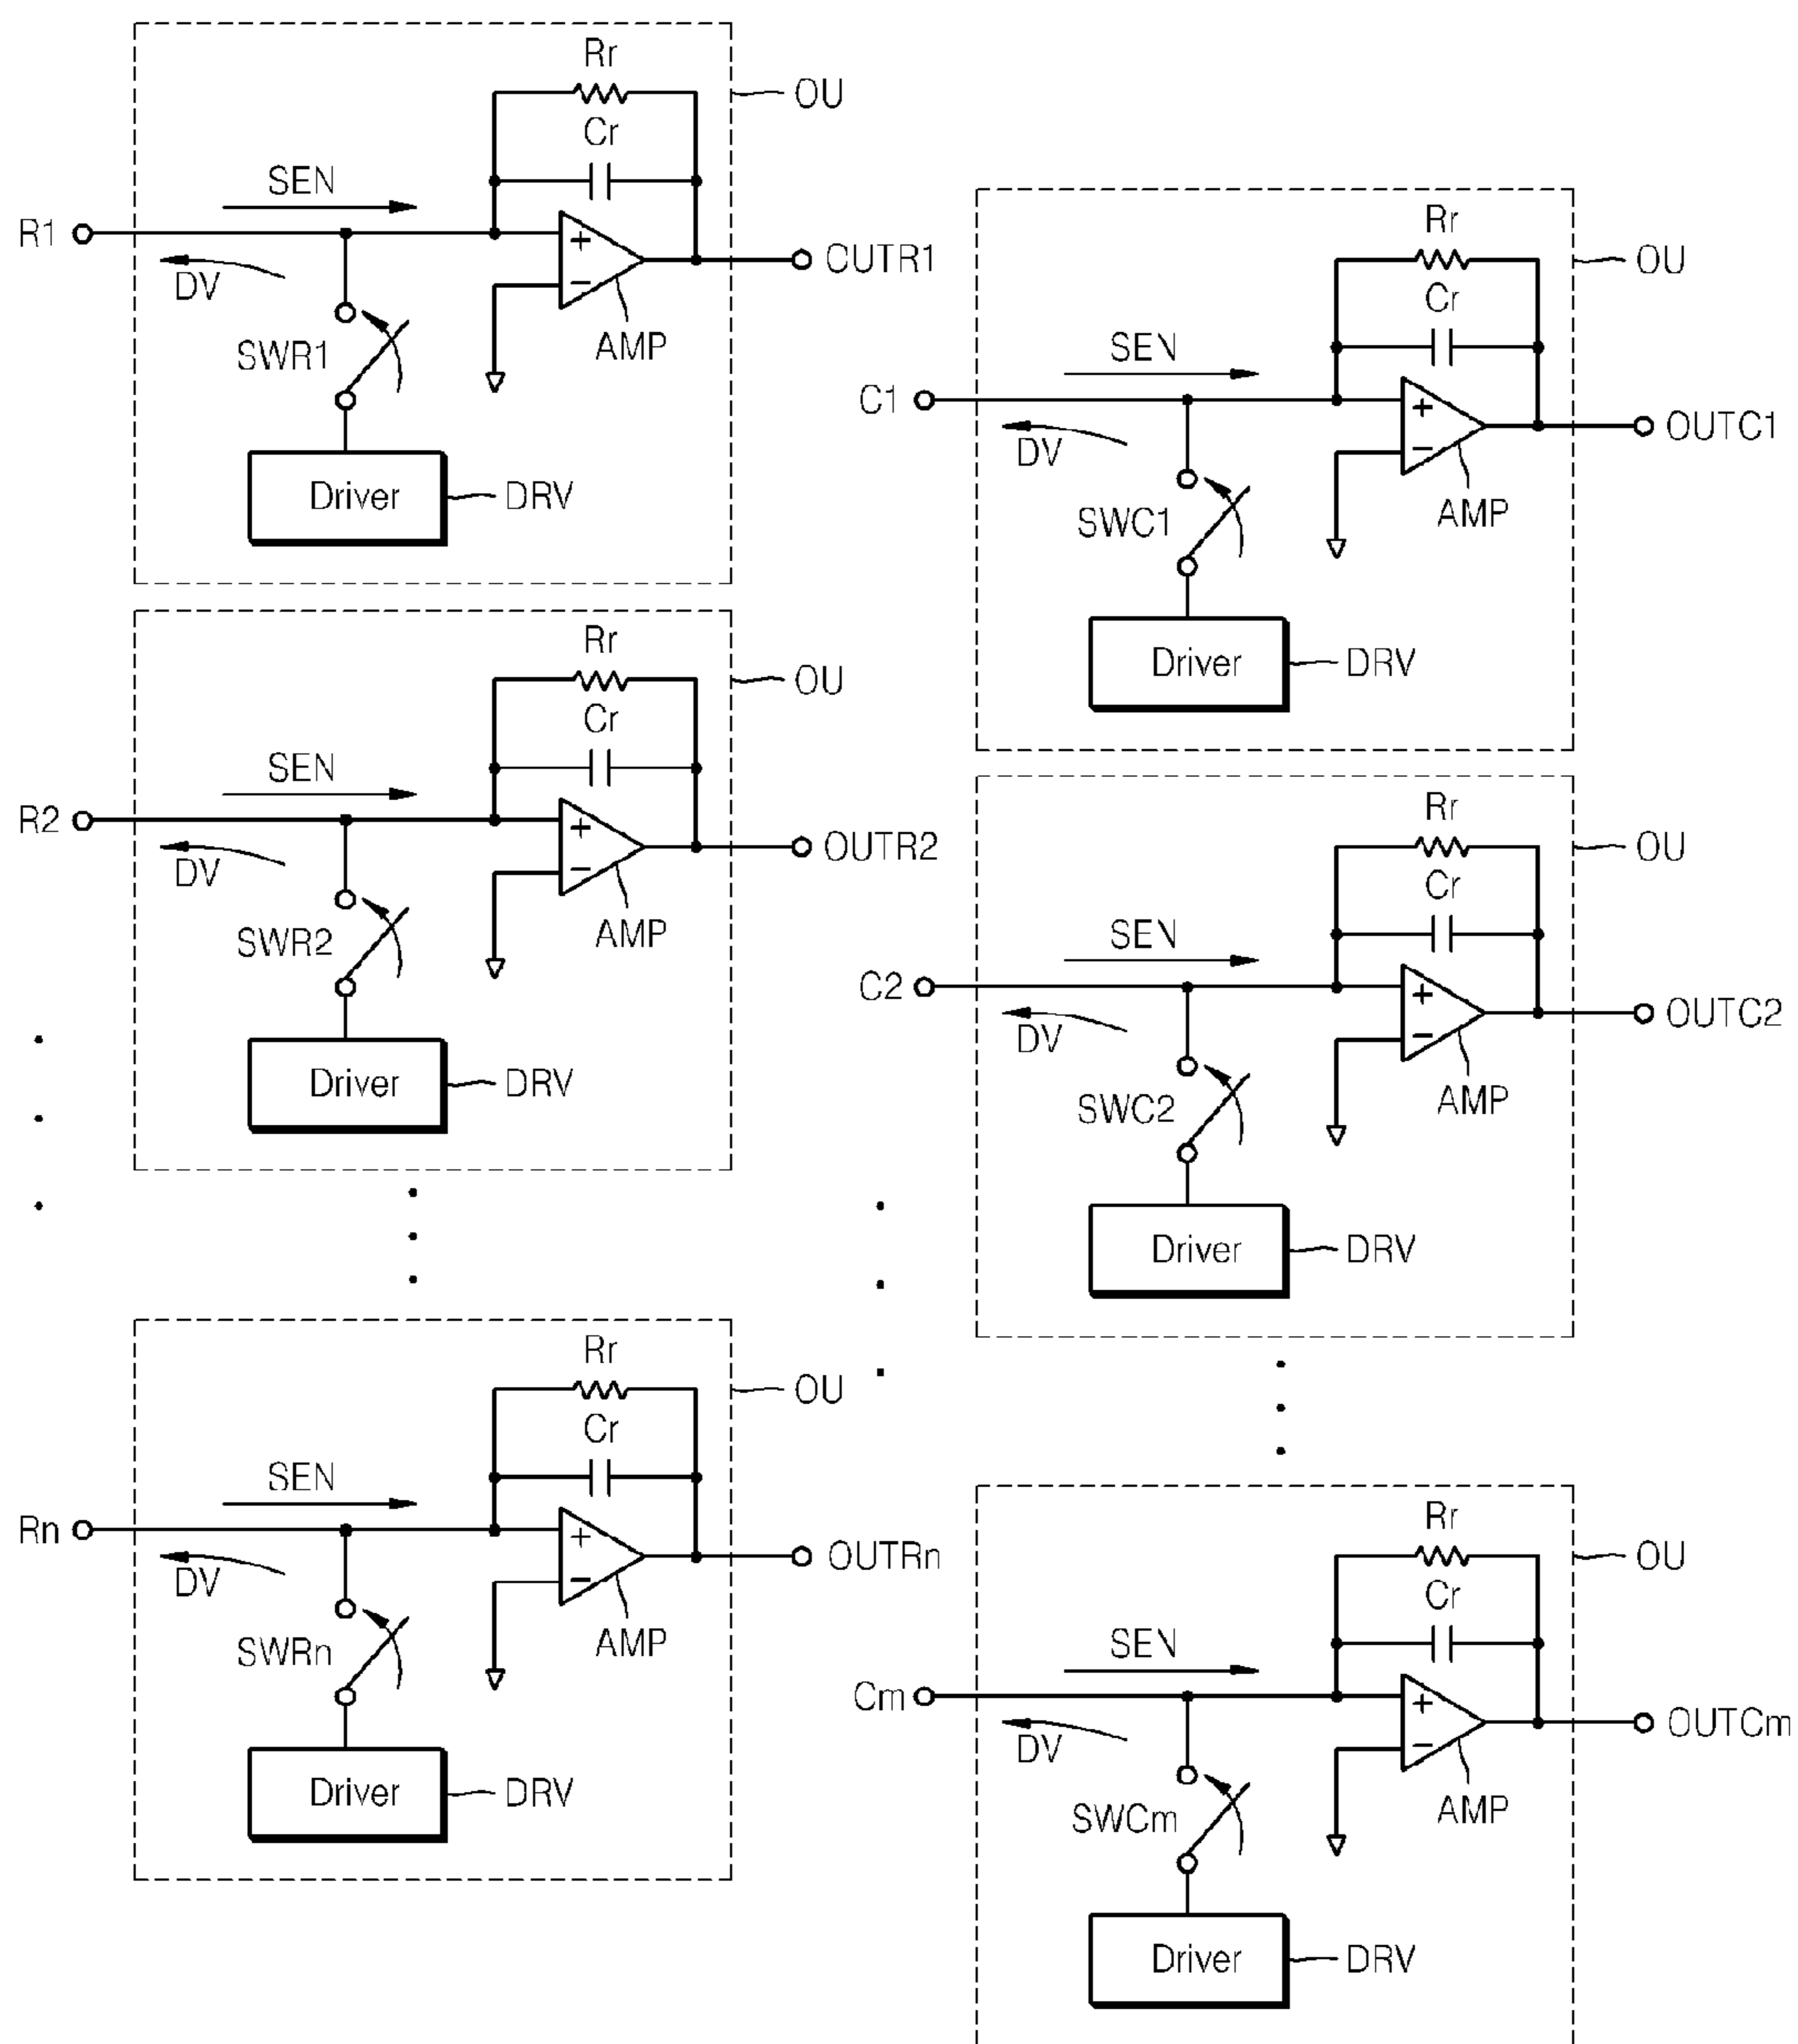 Rr
OU
Cr
SEN
R1
+
CUTR1
DV
−
SWR1
AMP
Driver
DRV
Rr
OU
Cr
SEN
R2
+
OUTR2
DV
−
SWR2
AMP
Driver
DRV
Rr
OU
Cr
SEN
Rn
+
OUTRn
DV
−
SWRn
AMP
Driver
DRV
Rr
OU
Cr
SEN
C1
+
OUTC1
DV
−
SWC1
AMP
Driver
DRV
Rr
OU
Cr
SEN
C2
+
OUTC2
DV
−
SWC2
AMP
Driver
DRV
Rr
OU
Cr
SEN
Cm
+
OUTCm
DV
−
SWCm
AMP
Driver
DRV